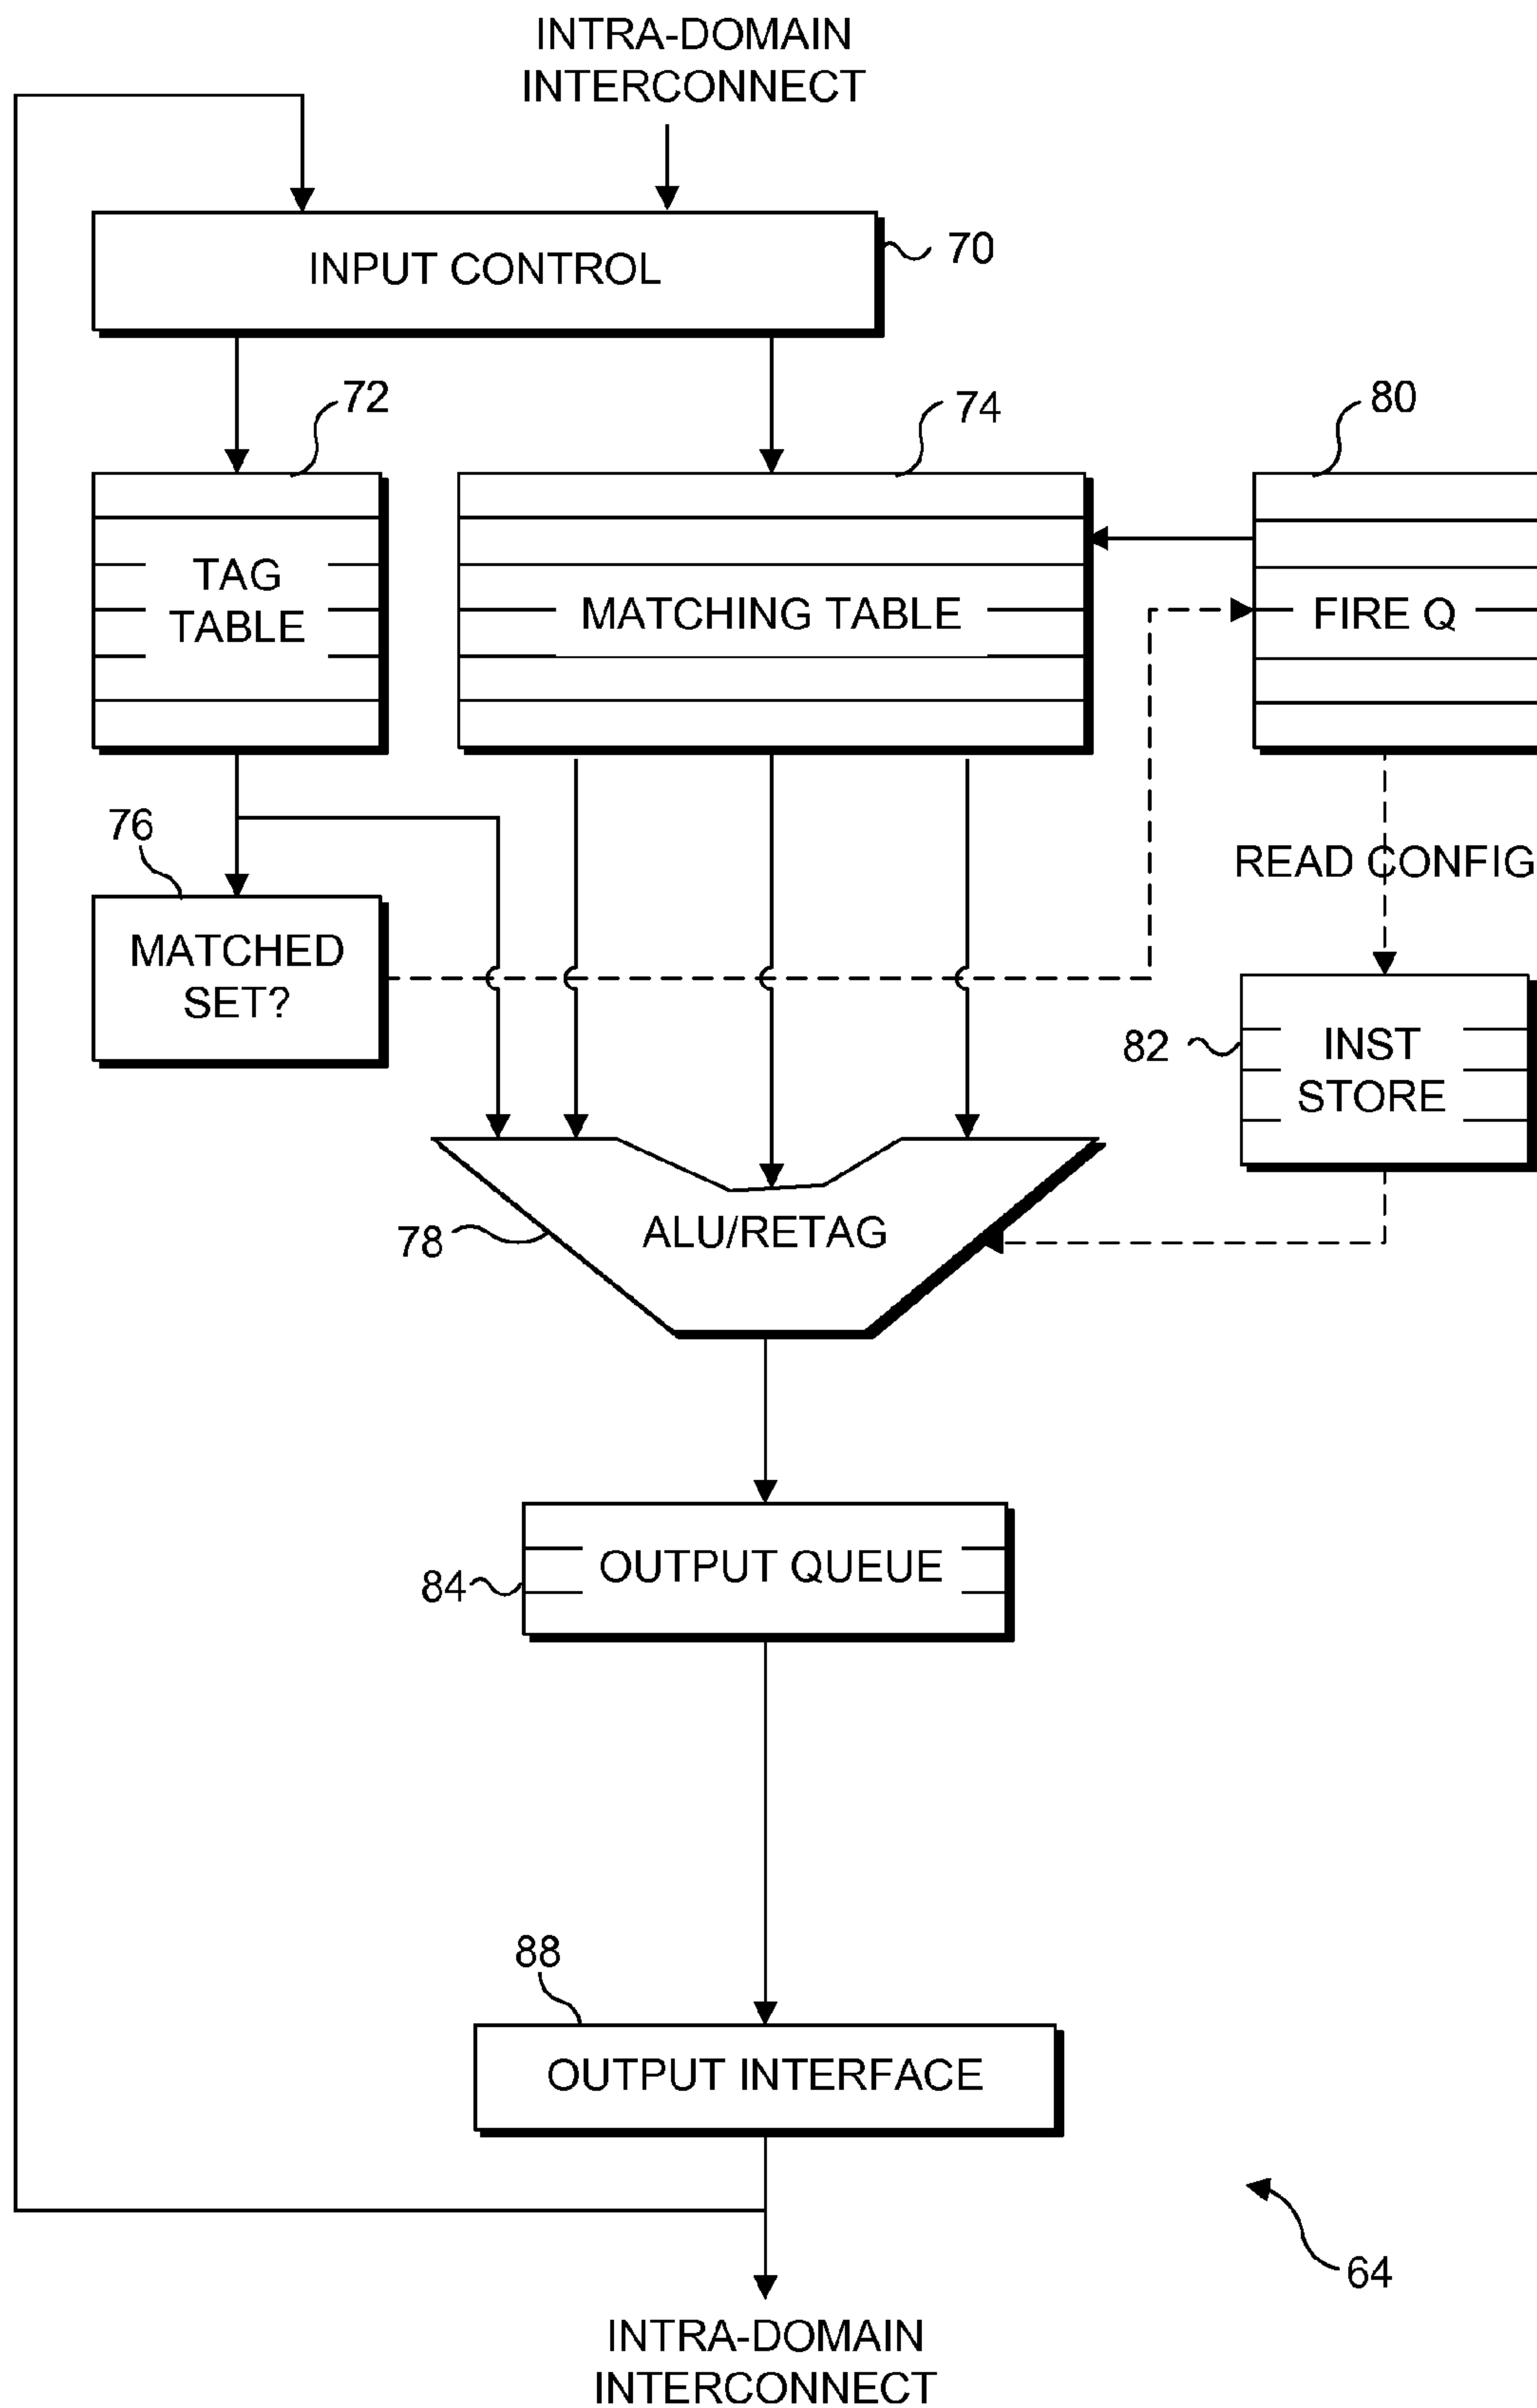 INTRA-DOMAIN
INTERCONNECT
INPUT CONTROL
70
72
74
80
TAG
TABLE
MATCHING TABLE
FIRE Q
76
READ CONFIG
MATCHED
SET?
82
INST
STORE
78
ALU/RETAG
84
OUTPUT QUEUE
88
OUTPUT INTERFACE
64
INTRA-DOMAIN
INTERCONNECT